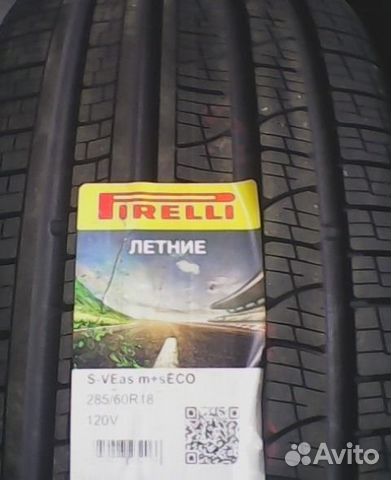 PIRELLI
ЛЕТНИЕ
S-VEas m+sECO
285/60R18
120V
Avito